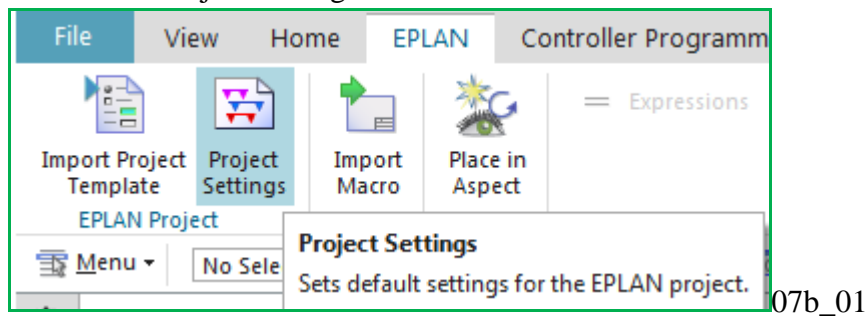 File View Home EPLAN Controller Programm
Import Project Template
Project Settings
Import Macro
Place in Aspect
= Expressions
EPLAN Project
Menu
No Sele
Project Settings
Sets default settings for the EPLAN project.
07b_01